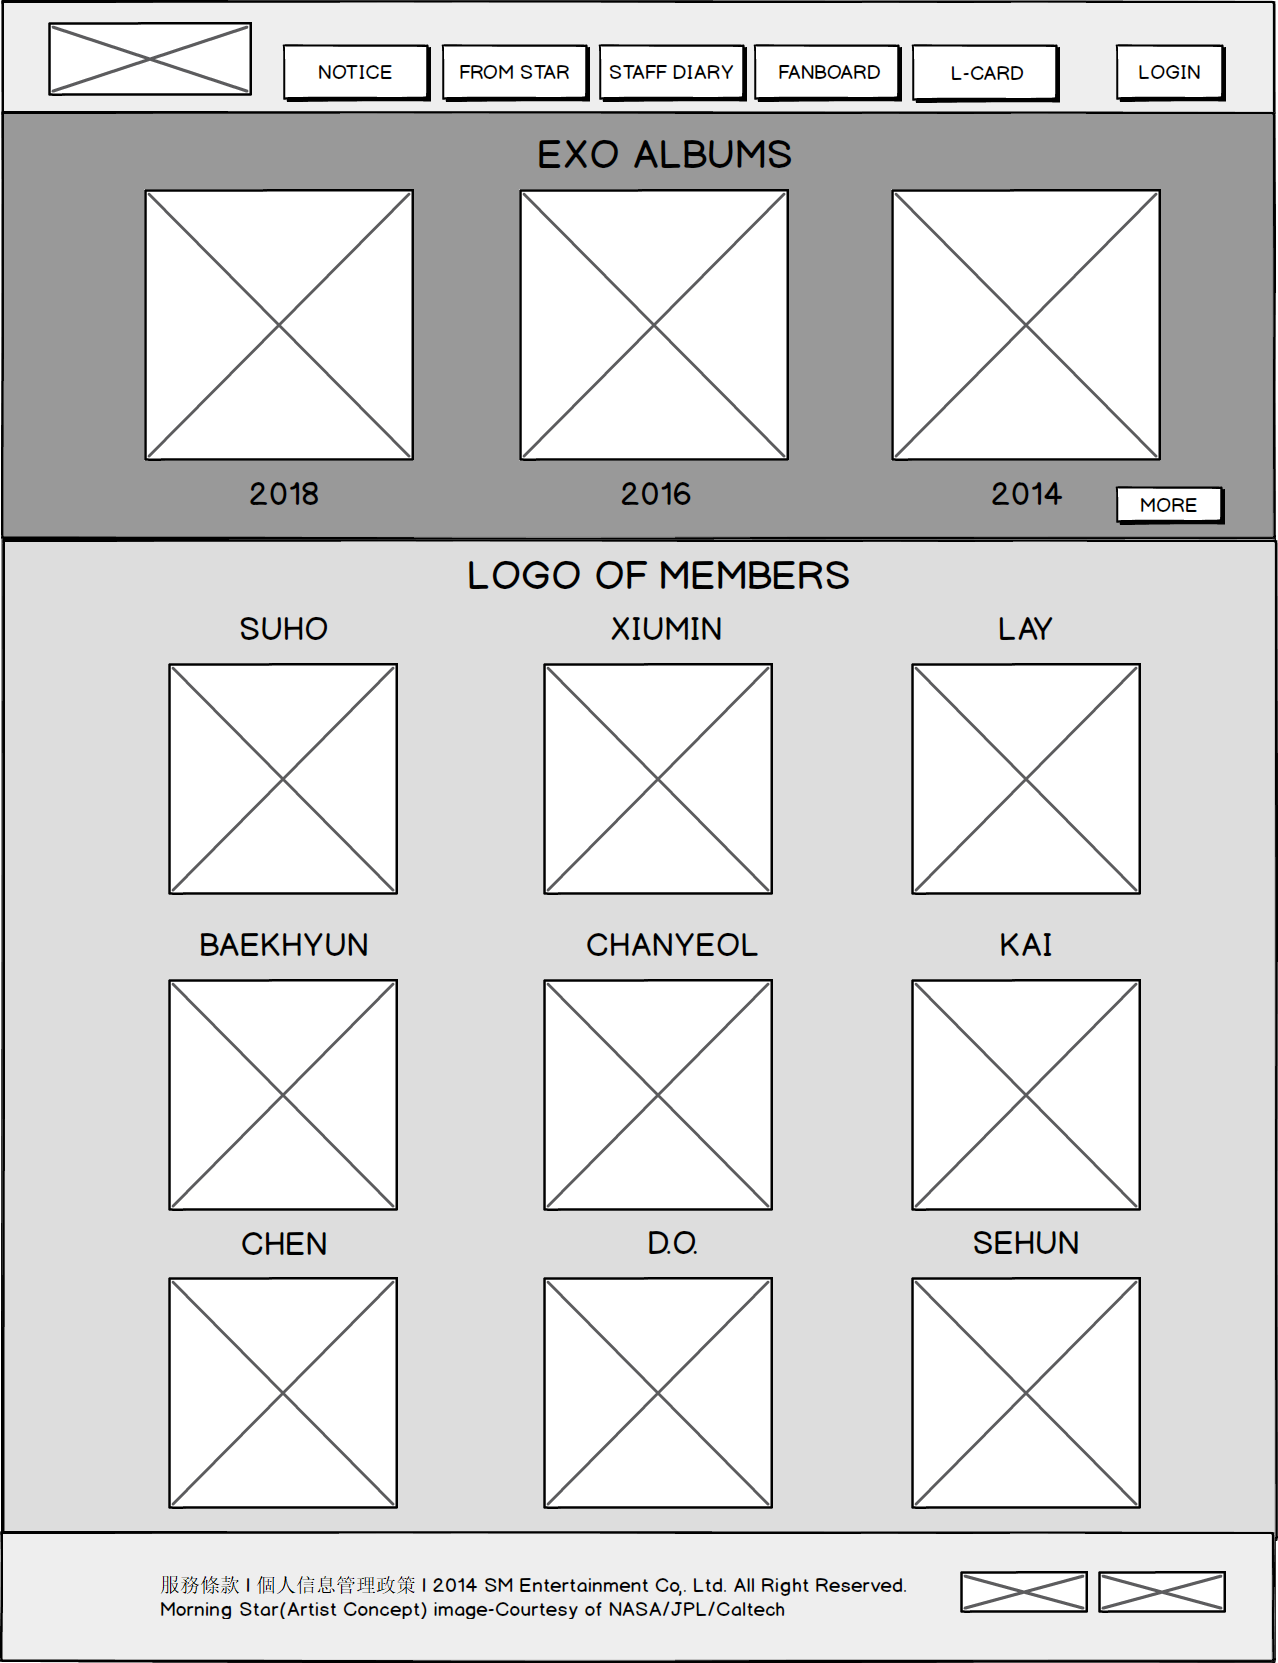 NOTICE
FROM STAR
STAFF DIARY
FANBOARD
L-CARD
LOGIN
EXO ALBUMS
2018
2016
2014
MORE
LOGO OF MEMBERS
SUHO
XIUMIN
LAY
BAEKHYUN
CHANYEOL
KAI
CHEN
D.O.
SEHUN
服務條款 | 個人信息管理政策 | 2014 SM Entertainment Co,. Ltd. All Right Reserved.
Morning Star(Artist Concept) image-Courtesy of NASA/JPL/Caltech